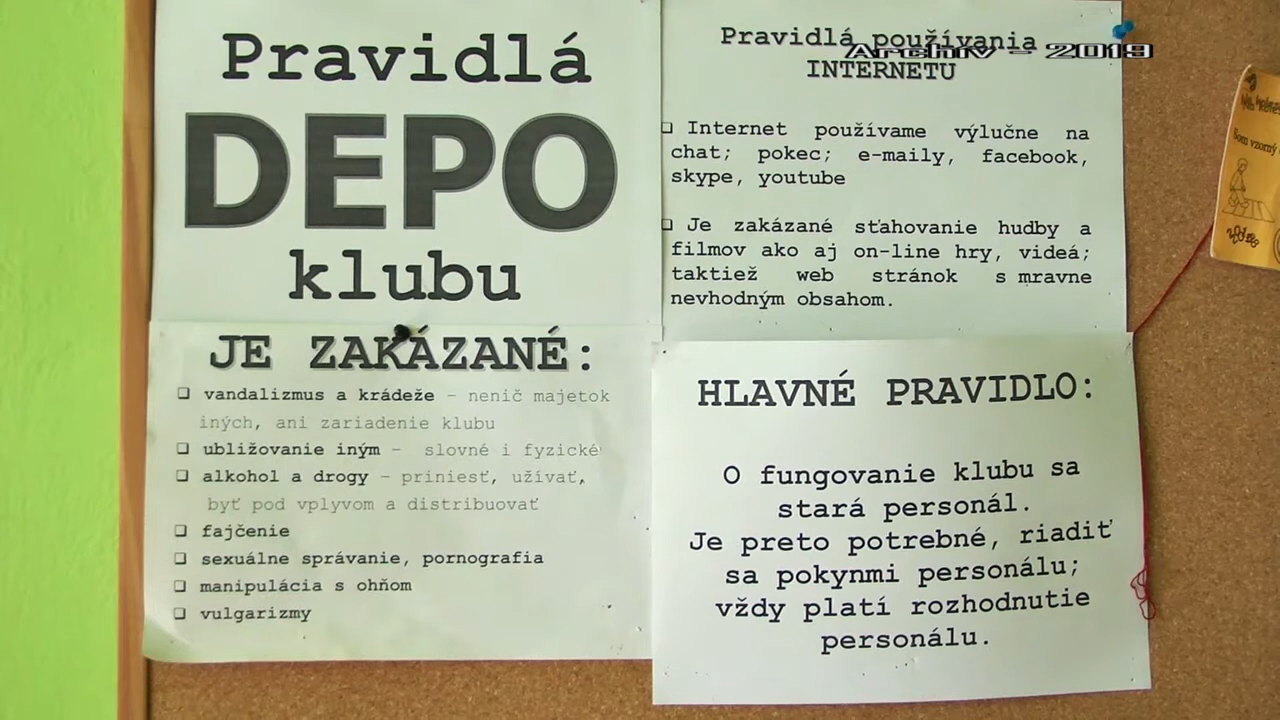 Pravidlá
DEPO
klubu
JE ZAKÁZANÉ:
❑ vandalizmus a krádeže – nenič majetok
iných, ani zariadenie klubu
❑ ubližovanie iným – slovné i fyzické
❑ alkohol a drogy – priniesť, užívať,
byť pod vplyvom a distribuovať
❑ fajčenie
❑ sexuálne správanie, pornografia
❑ manipulácia s ohňom
❑ vulgarizmy
Pravidlá používania
INTERNETU
Archív - 2019
❑ Internet používame výlučne na
chat; pokec; e-maily, facebook,
skype, youtube
❑ Je zakázané sťahovanie hudby a
filmov ako aj on-line hry, videá;
taktiež web stránok s mravne
nevhodným obsahom.
HLAVNÉ PRAVIDLO:
O fungovanie klubu sa
stará personál.
Je preto potrebné, riadiť
sa pokynmi personálu;
vždy platí rozhodnutie
personálu.
Som vzorný